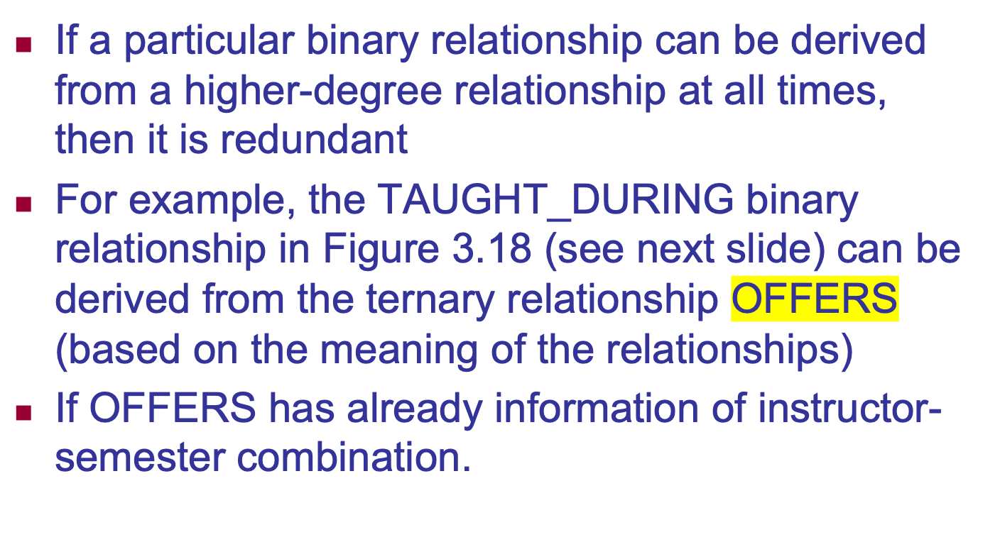 ▪ If a particular binary relationship can be derived
from a higher-degree relationship at all times,
then it is redundant
▪ For example, the TAUGHT_DURING binary
relationship in Figure 3.18 (see next slide) can be
derived from the ternary relationship OFFERS
(based on the meaning of the relationships)
▪ If OFFERS has already information of instructor-
semester combination.